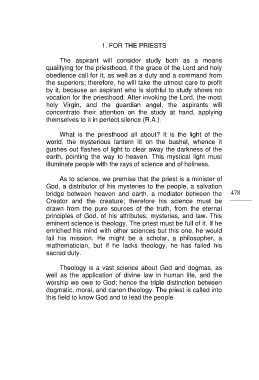 1. FOR THE PRIESTS
The aspirant will consider study both as a means
qualifying for the priesthood, if the grace of the Lord and holy
obedience call for it, as well as a duty and a command from
the superiors; therefore, he will take the utmost care to profit
by it, because an aspirant who is slothful to study shows no
vocation for the priesthood. After invoking the Lord, the most
holy Virgin, and the guardian angel, the aspirants will
concentrate their attention on the study at hand, applying
themselves to it in perfect silence (R.A.).
What is the priesthood all about? It is the light of the
world, the mysterious lantern lit on the bushel, whence it
gushes out flashes of light to clear away the darkness of the
earth, pointing the way to heaven. This mystical light must
illuminate people with the rays of science and of holiness.
As to science, we premise that the priest is a minister of
God, a distributor of his mysteries to the people, a salvation
bridge between heaven and earth, a mediator between the
Creator and the creature; therefore his science must be
drawn from the pure sources of the truth, from the eternal
principles of God, of his attributes, mysteries, and law. This
eminent science is theology. The priest must be full of it. If he
enriched his mind with other sciences but this one, he would
fail his mission. He might be a scholar, a philosopher, a
mathematician, but if he lacks theology, he has failed his
sacred duty.
Theology is a vast science about God and dogmas, as
well as the application of divine law in human life, and the
worship we owe to God; hence the triple distinction between
dogmatic, moral, and canon theology. The priest is called into
this field to know God and to lead the people
478